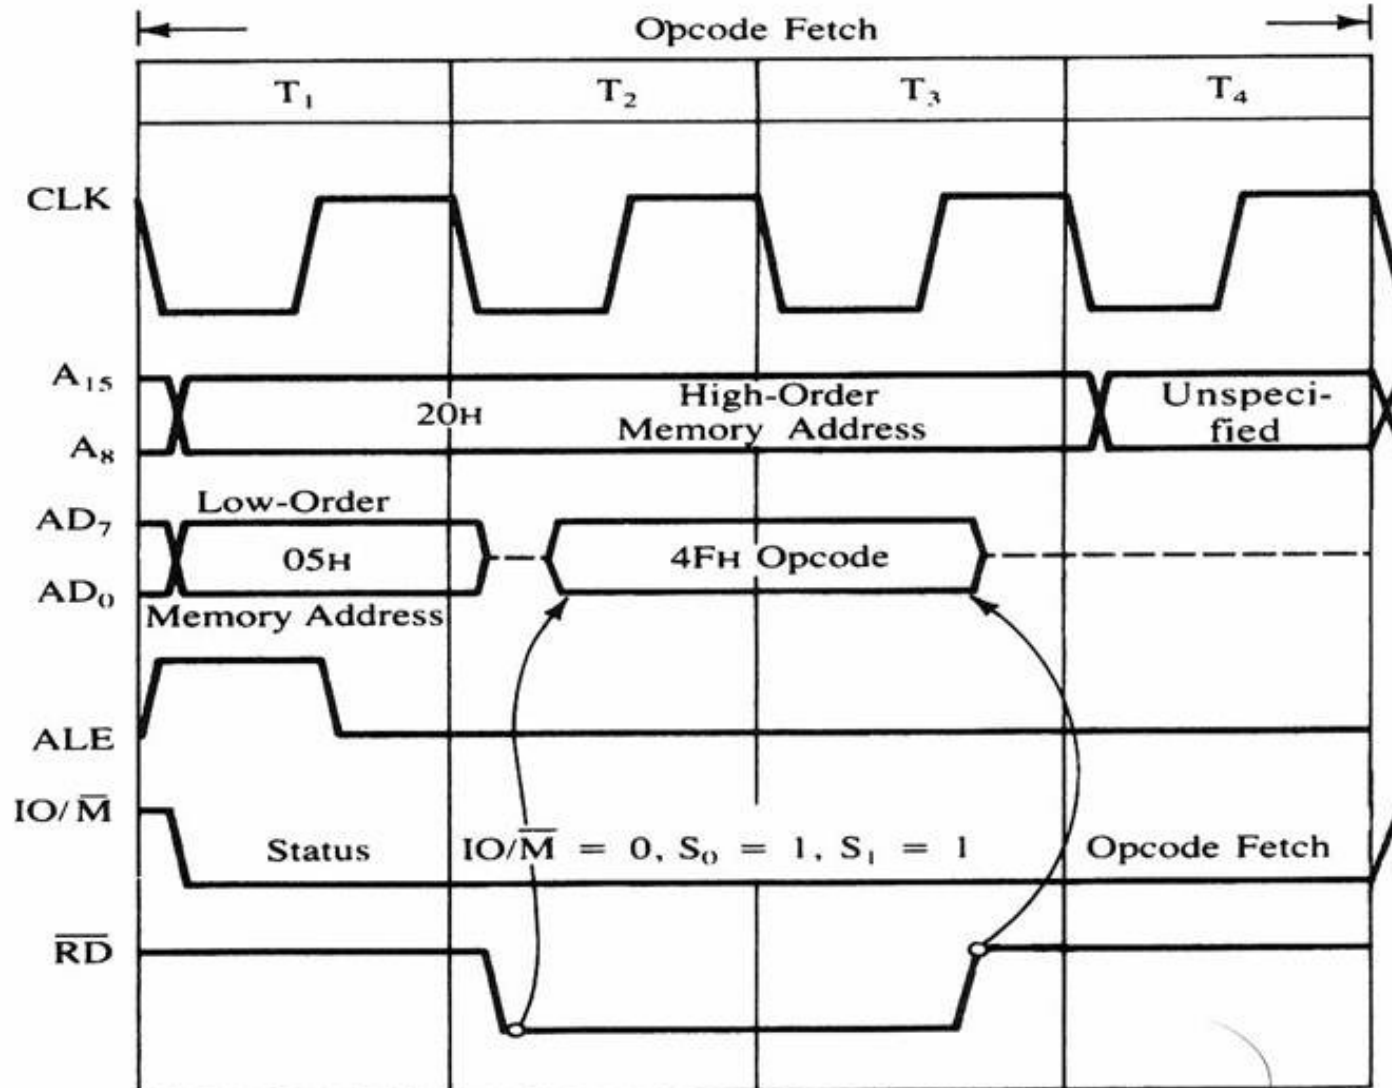 Opcode Fetch
T₁ T₂ T₃ T₄
CLK
A₁₅
High-Order
Unspeci-
20H
Memory Address
fied
A₈
Low-Order
AD₇
05H
4FH Opcode
AD₀
Memory Address
ALE
IO/M̅
Status IO/M̅ = 0, S₀ = 1, S₁ = 1 Opcode Fetch
R̅D̅